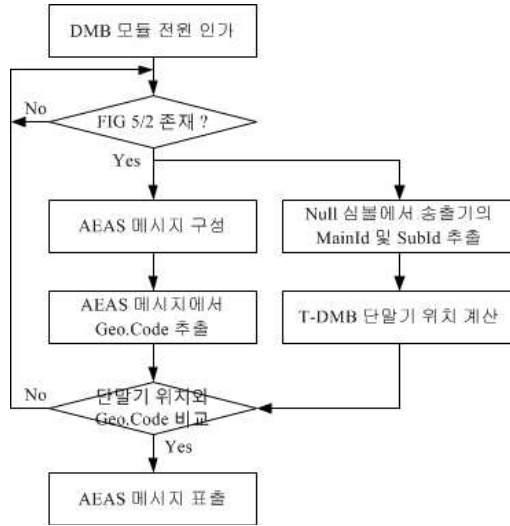 DMB 모듈 전원 인가
No
FIG 5/2 존재 ?
Yes
AEAS 메시지 구성
Null 심볼에서 송출기의
MainId 및 SubId 추출
AEAS 메시지에서
Geo.Code 추출
T-DMB 단말기 위치 계산
No
단말기 위치와
Geo.Code 비교
Yes
AEAS 메시지 표출